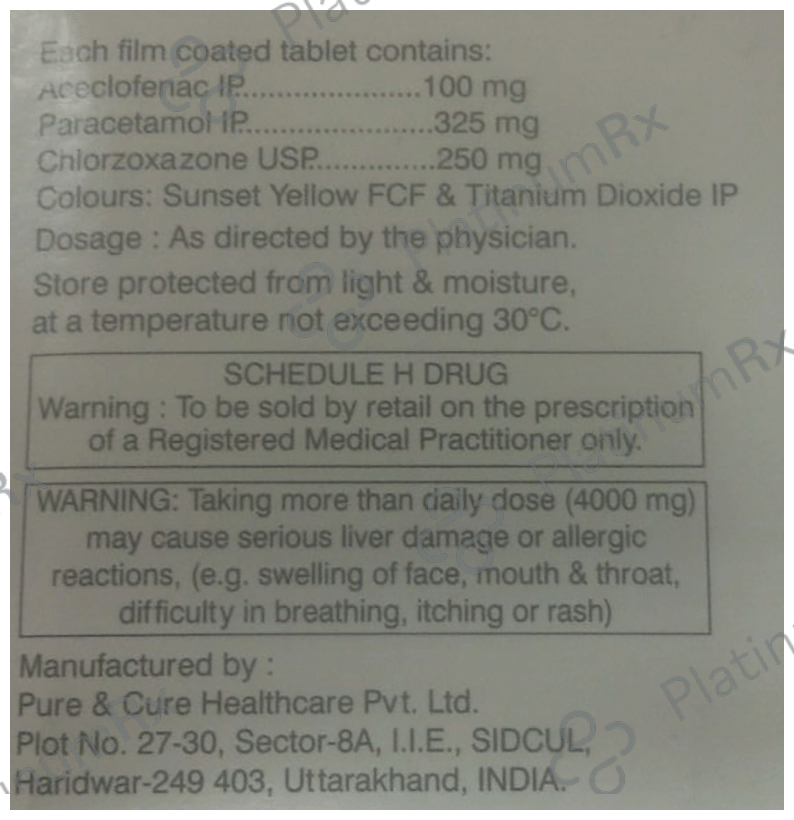 Each film coated tablet contains:
Aceclofenac IP.....................100 mg
Paracetamol IP......................325 mg
Chlorzoxazone USP..............250 mg
Colours: Sunset Yellow FCF & Titanium Dioxide IP
Dosage : As directed by the physician.
Store protected from light & moisture,
at a temperature not exceeding 30°C.
SCHEDULE H DRUG
Warning : To be sold by retail on the prescription
of a Registered Medical Practitioner only.
WARNING: Taking more than daily dose (4000 mg)
may cause serious liver damage or allergic
reactions, (e.g. swelling of face, mouth & throat,
difficulty in breathing, itching or rash)
Manufactured by :
Pure & Cure Healthcare Pvt. Ltd.
Plot No. 27-30, Sector-8A, I.I.E., SIDCUL,
Haridwar-249 403, Uttarakhand, INDIA.
PlatinumRx